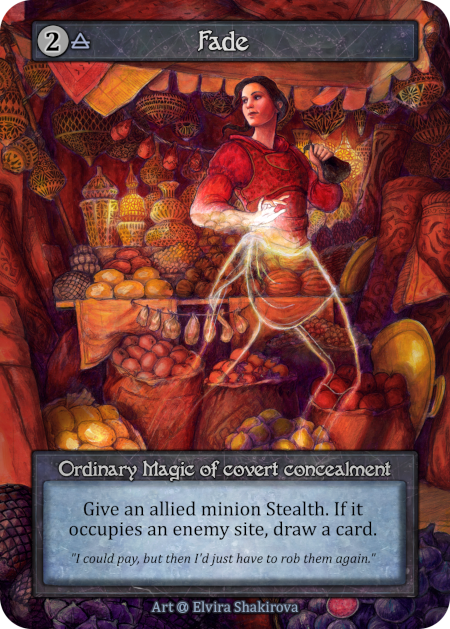 2
Fade
Ordinary Magic of covert concealment
Give an allied minion Stealth. If it
occupies an enemy site, draw a card.
"I could pay, but then I'd just have to rob them again."
Art @ Elvira Shakirova